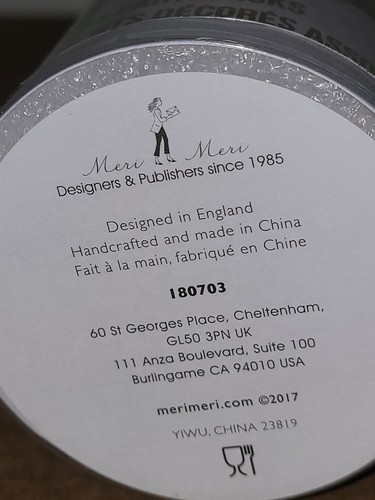 DÉCORÉS
Meri Meri
Designers & Publishers since 1985
Designed in England
Handcrafted and made in China
Fait à la main, fabriqué en Chine
180703
60 St Georges Place, Cheltenham,
GL50 3PN UK
111 Anza Boulevard, Suite 100
Burlingame CA 94010 USA
merimeri.com ©2017
YIWU, CHINA 23819